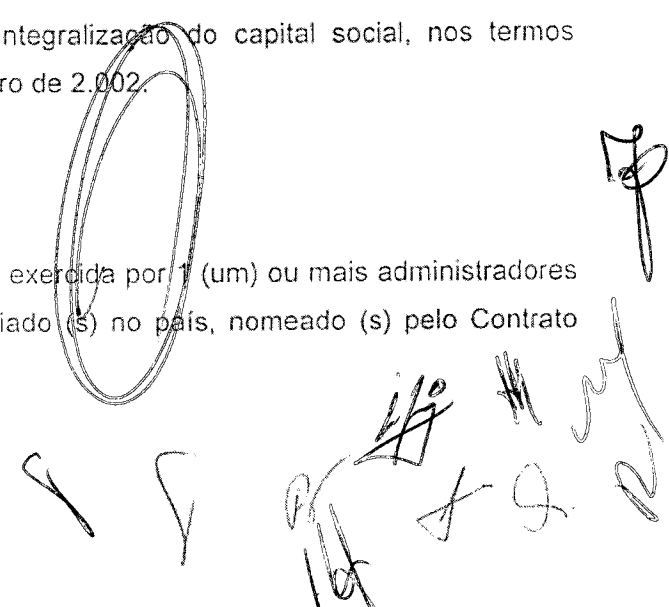 ntegralização do capital social, nos termos
ro de 2.002.
exercida por 1 (um) ou mais administradores
iado (s) no país, nomeado (s) pelo Contrato